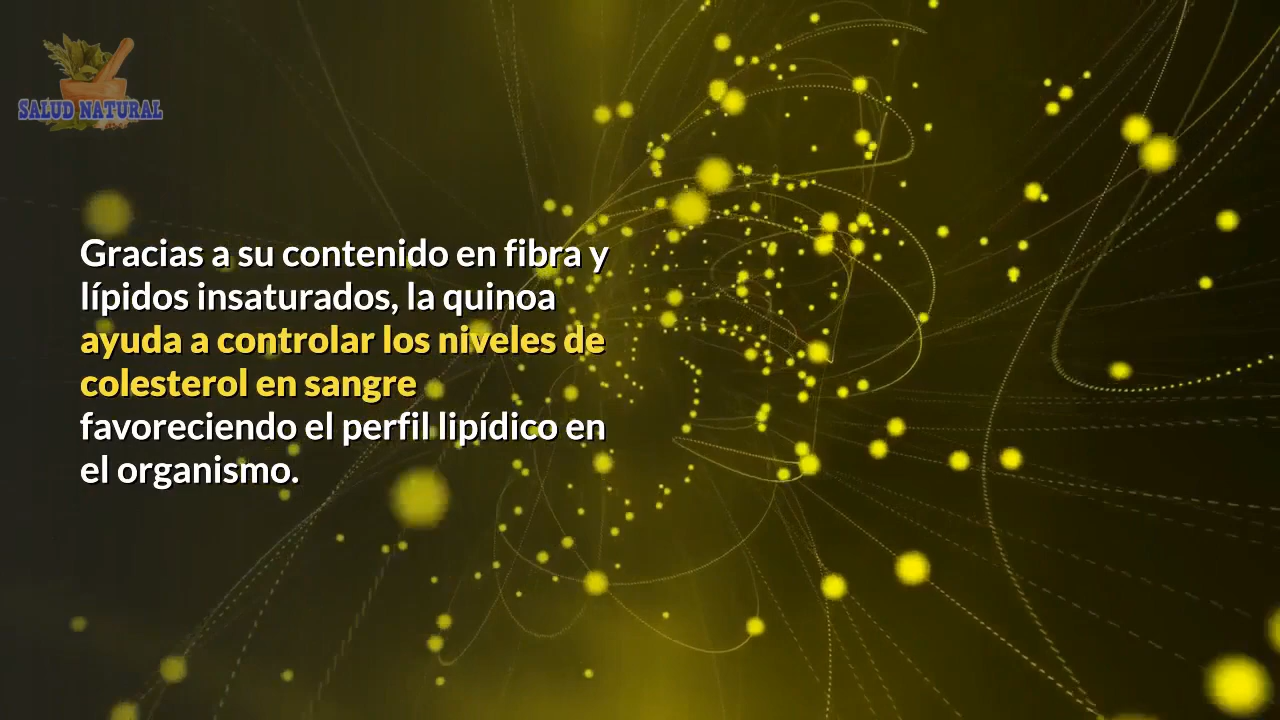 SALUD NATURAL
Gracias a su contenido en fibra y
lípidos insaturados, la quinoa
ayuda a controlar los niveles de
colesterol en sangre
favoreciendo el perfil lipídico en
el organismo.